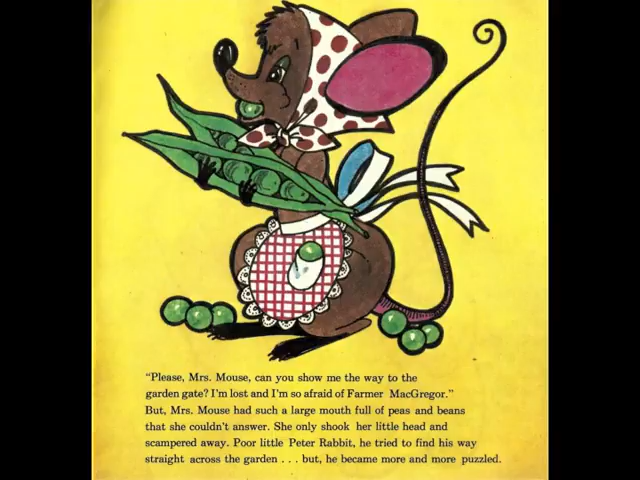 “Please, Mrs. Mouse, can you show me the way to the
garden gate? I’m lost and I’m so afraid of Farmer MacGregor.”
But, Mrs. Mouse had such a large mouth full of peas and beans
that she couldn’t answer. She only shook her little head and
scampered away. Poor little Peter Rabbit, he tried to find his way
straight across the garden . . . but, he became more and more puzzled.